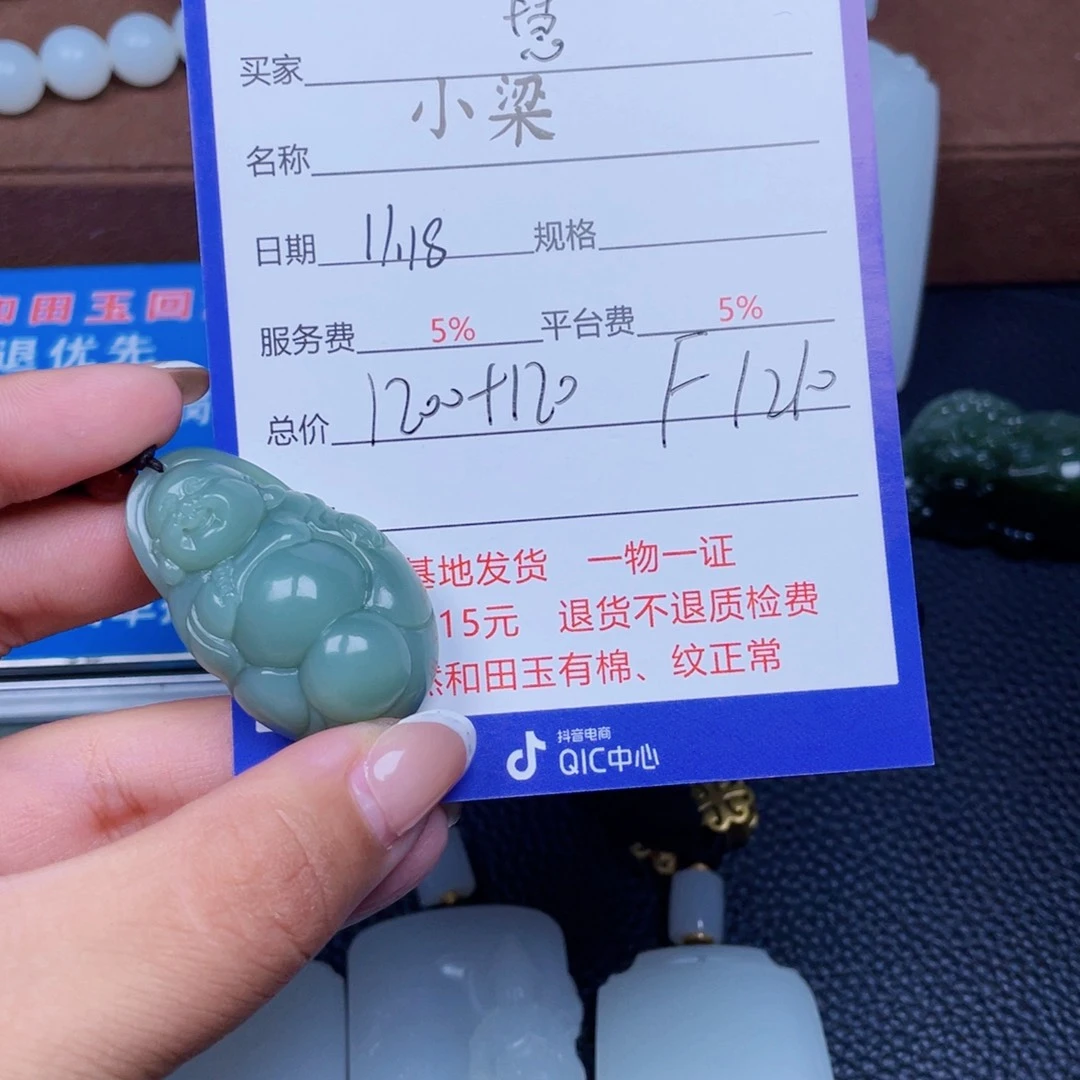 慧
买家
小梁
名称
日期 11/18 规格
服务费 5% 平台费 5%
总价 1200+120 F1210
基地发货 一物一证
15元 退货不退质检费
然和田玉有棉、纹正常
抖音电商
QIC中心
和田玉回
退优先